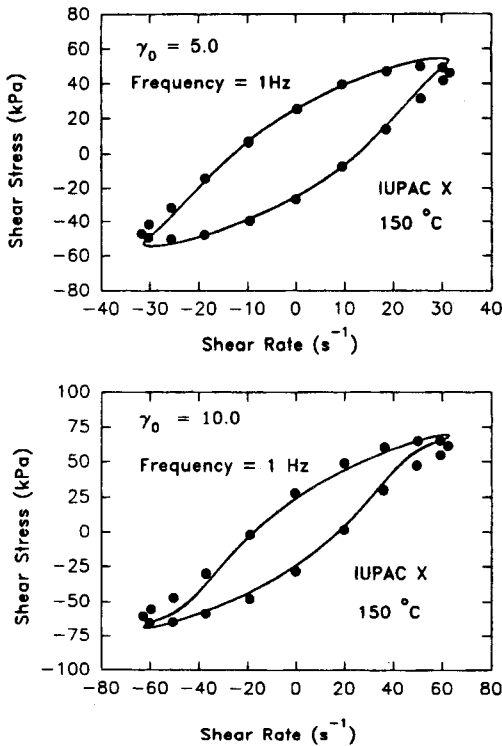 80
60
40
20
0
−20
−40
−60
−80
Shear Stress (kPa)
γ0 = 5.0
Frequency = 1Hz
IUPAC X
150 °C
−40 −30 −20 −10 0 10 20 30 40
Shear Rate (s⁻¹)
100
75
50
25
0
−25
−50
−75
−100
Shear Stress (kPa)
γ0 = 10.0
Frequency = 1 Hz
IUPAC X
150 °C
−80 −60 −40 −20 0 20 40 60 80
Shear Rate (s⁻¹)